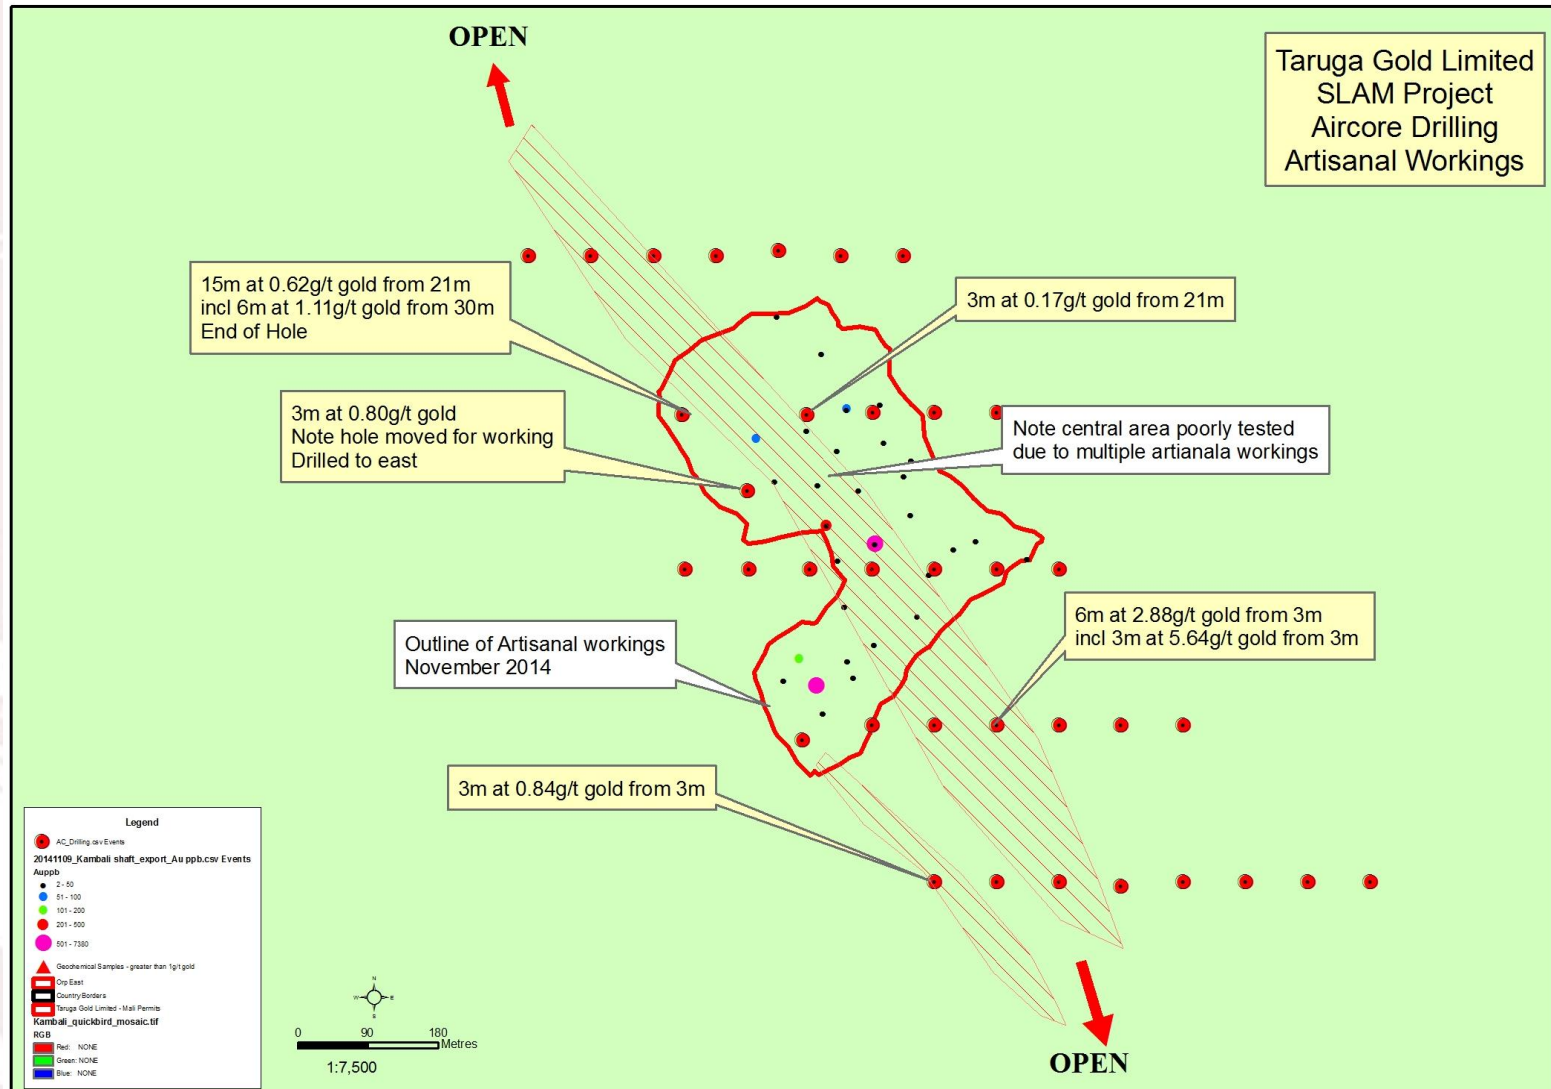 OPEN
Taruga Gold Limited
SLAM Project
Aircore Drilling
Artisanal Workings
15m at 0.62g/t gold from 21m
incl 6m at 1.11g/t gold from 30m
End of Hole
3m at 0.17g/t gold from 21m
3m at 0.80g/t gold
Note hole moved for working
Drilled to east
Note central area poorly tested
due to multiple artianala workings
6m at 2.88g/t gold from 3m
incl 3m at 5.64g/t gold from 3m
Outline of Artisanal workings
November 2014
3m at 0.84g/t gold from 3m
Legend
AC_Drilling.csv Events
20141109_Kambali shaft_export_Au ppb.csv Events
Auppb
2 - 50
51 - 100
101 - 200
201 - 500
501 - 7380
Geochemical Samples - greater than 1g/t gold
Orp East
Country Borders
Taruga Gold Limited - Mali Permits
Kambali_quickbird_mosaic.tif
RGB
Red: NONE
Green: NONE
Blue: NONE
N
W E
S
0 90 180
Metres
1:7,500
OPEN